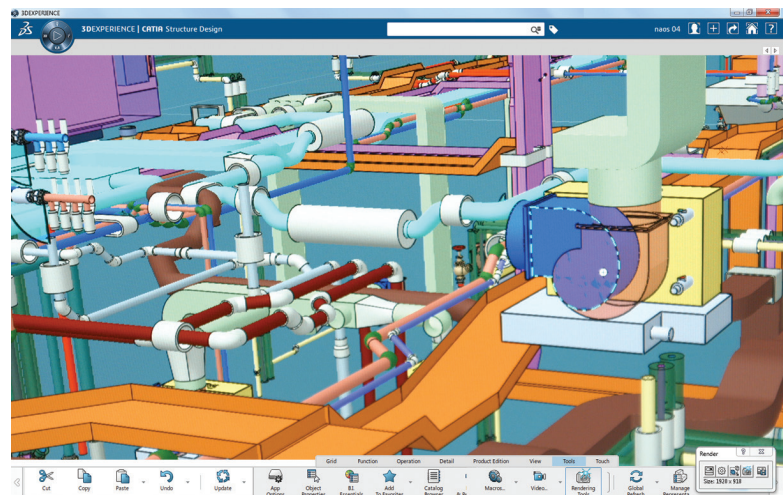 3DEXPERIENCE
3DEXPERIENCE | CATIA Structure Design
naos 04
Grid Function Operation Detail Product Edition View Tools Touch
Render
Size: 1920 x 918
Cut Copy Paste Undo Update App Object B1 Add Catalog Macros... Video... Rendering Global Manage
Options Properties Essentials To Favorites Browser Tools Refresh